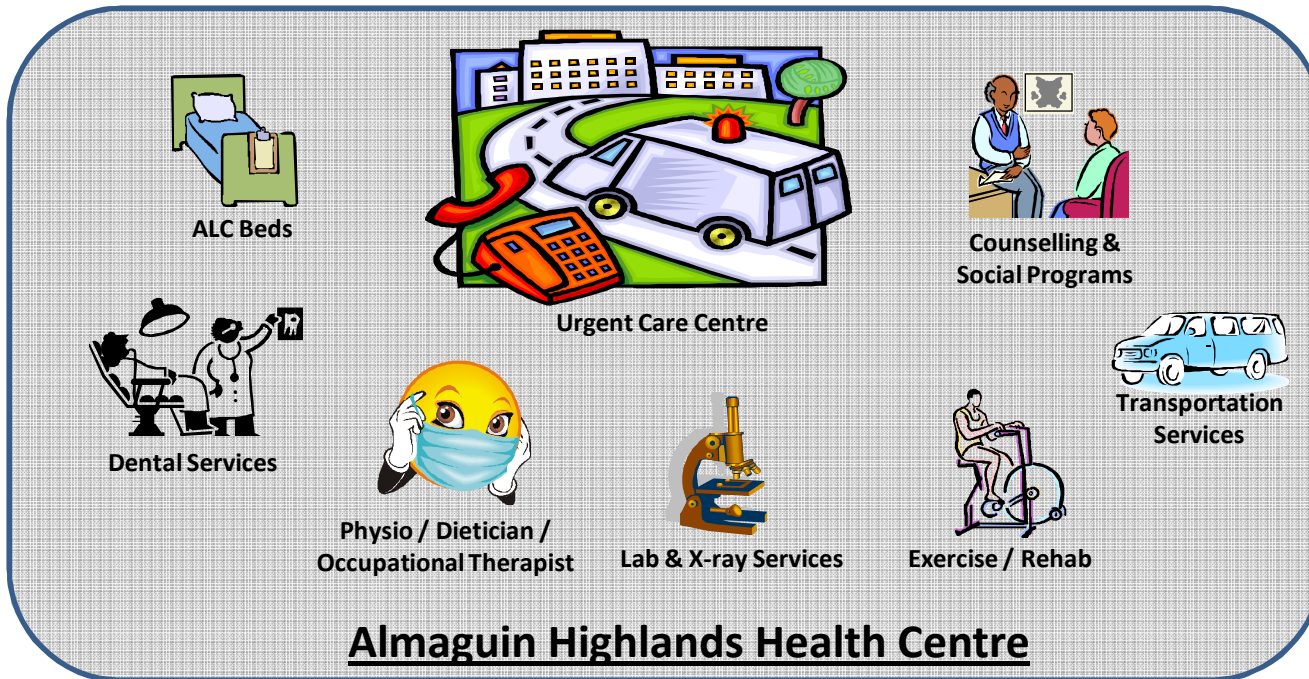 ALC Beds
Urgent Care Centre
Counselling &
Social Programs
Dental Services
Transportation
Services
Physio / Dietician /
Occupational Therapist
Lab & X-ray Services
Exercise / Rehab
Almaguin Highlands Health Centre